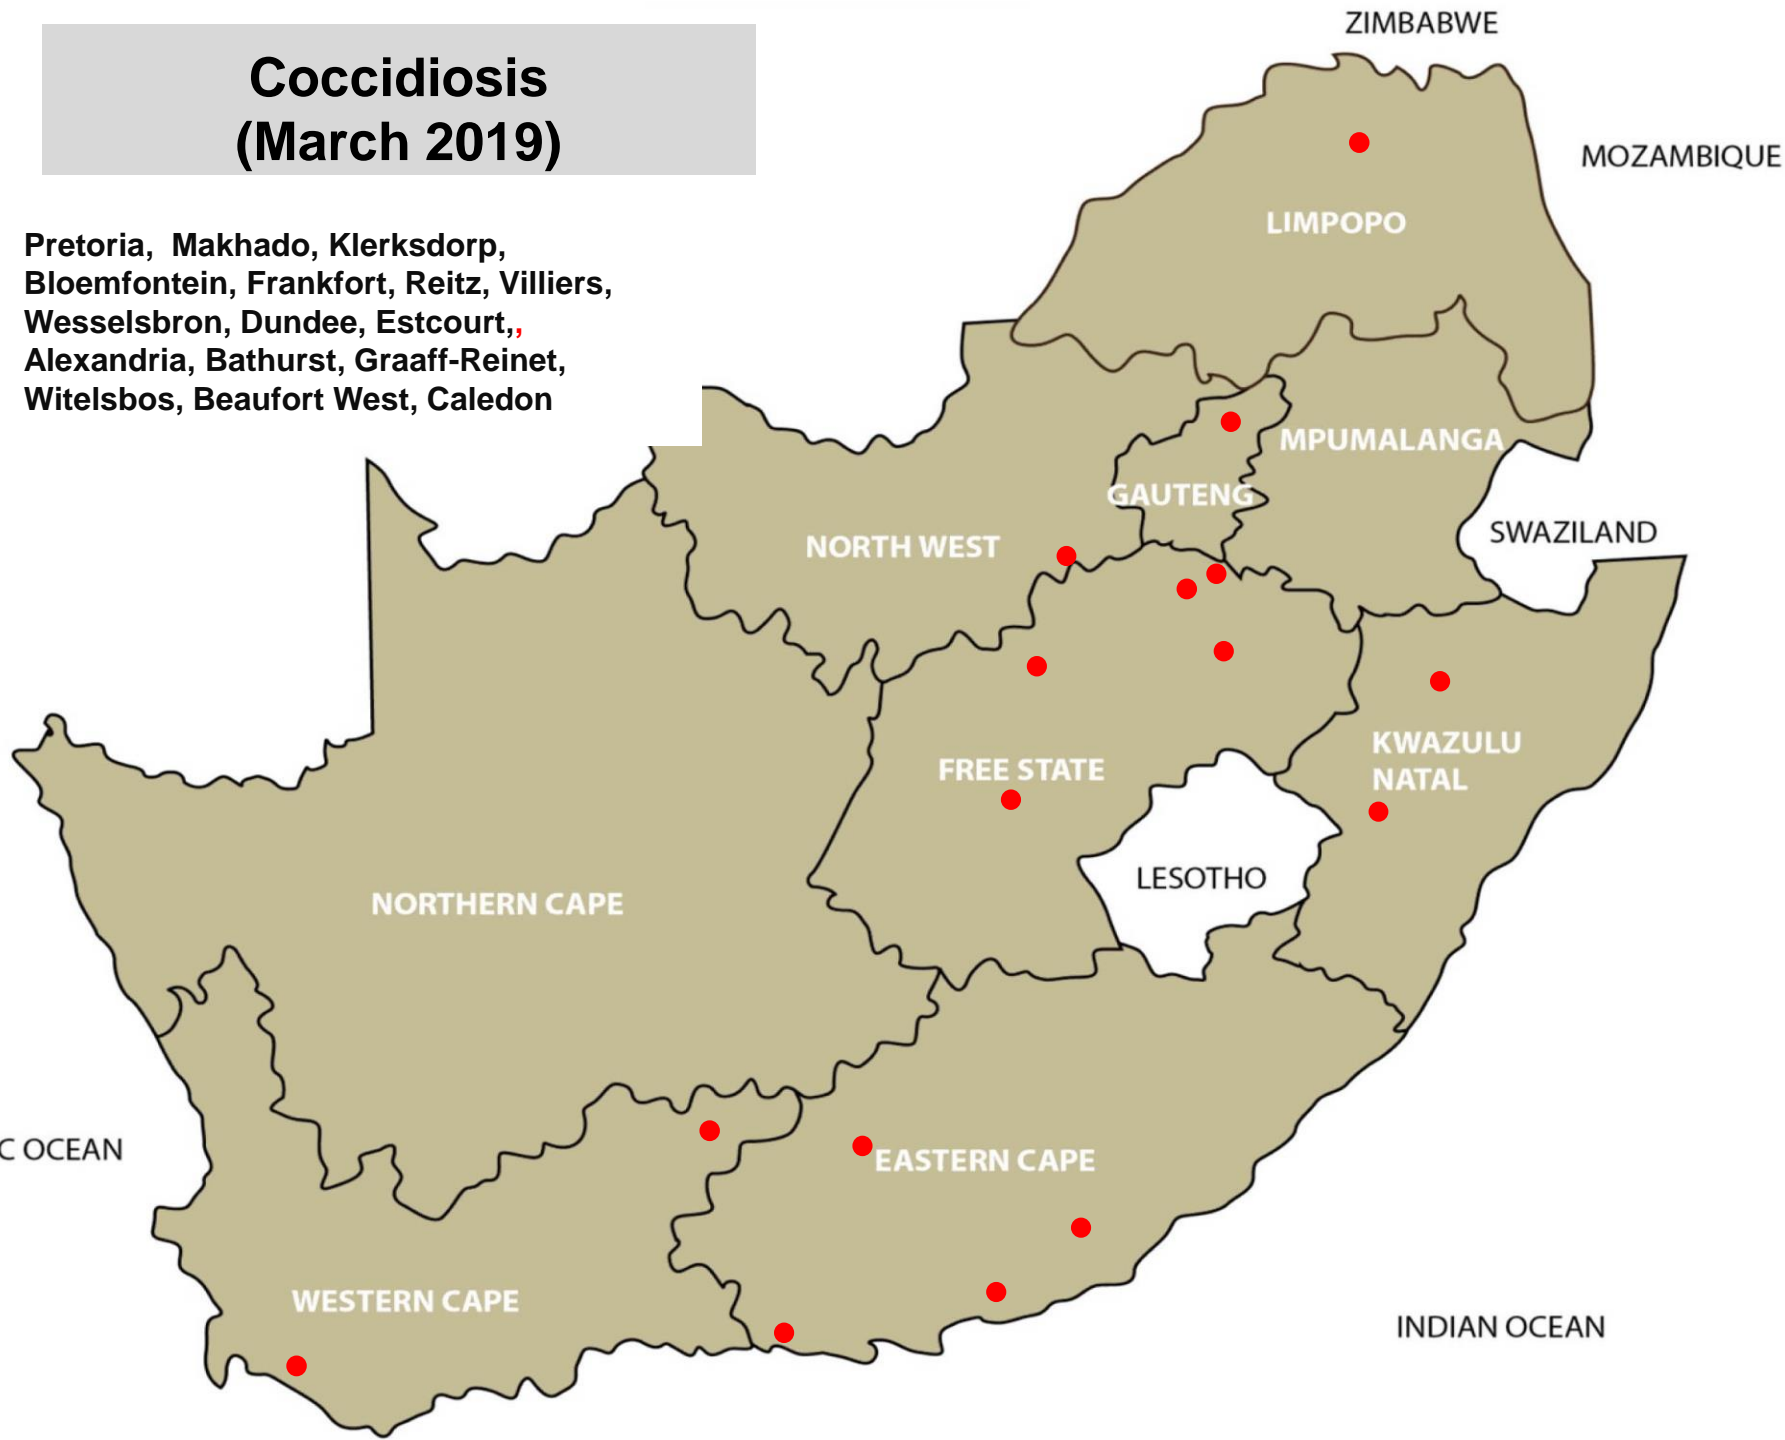 Coccidiosis
(March 2019)
Pretoria,  Makhado, Klerksdorp,
Bloemfontein, Frankfort, Reitz, Villiers,
Wesselsbron, Dundee, Estcourt,,
Alexandria, Bathurst, Graaff-Reinet,
Witelsbos, Beaufort West, Caledon
ZIMBABWE
MOZAMBIQUE
LIMPOPO
MPUMALANGA
GAUTENG
SWAZILAND
NORTH WEST
KWAZULU
NATAL
FREE STATE
LESOTHO
NORTHERN CAPE
C OCEAN
EASTERN CAPE
WESTERN CAPE
INDIAN OCEAN